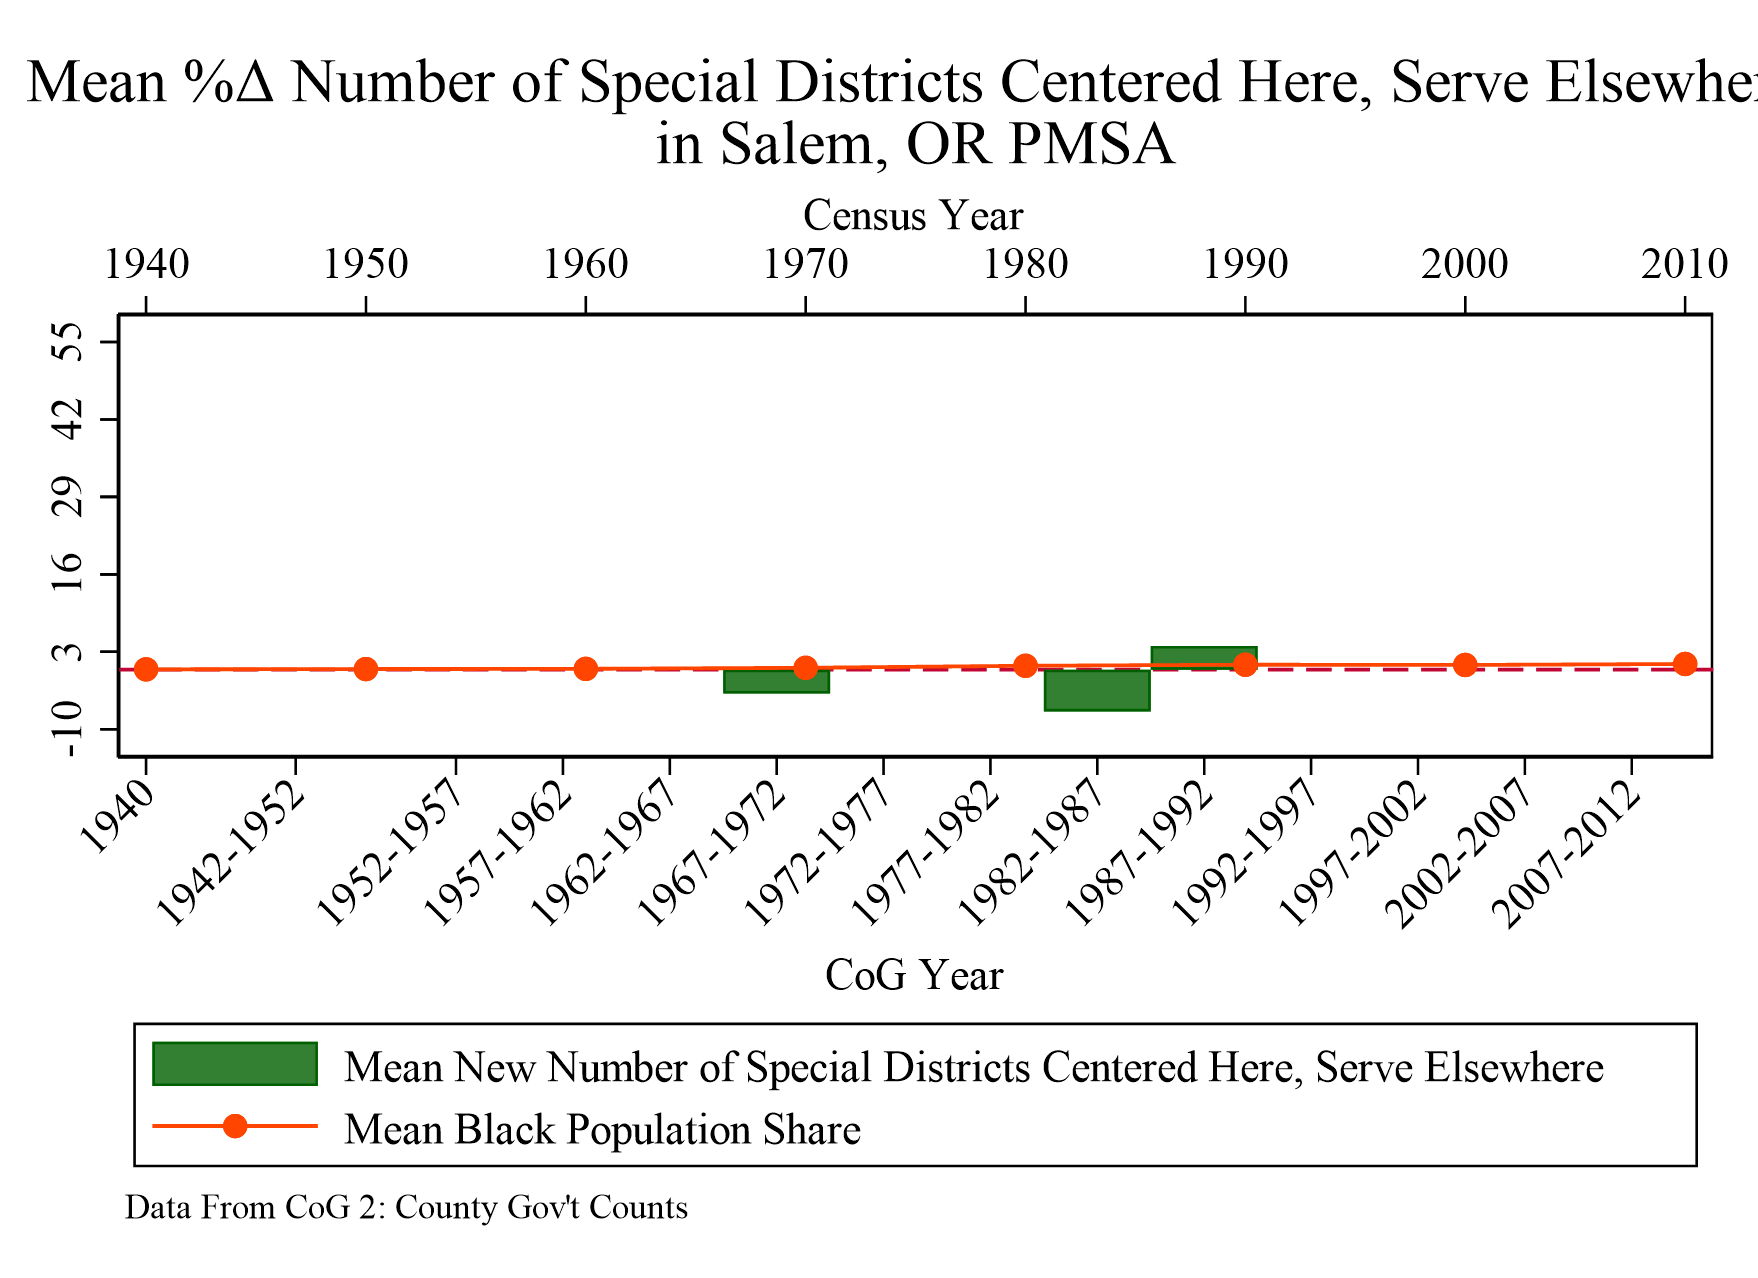 Mean %Δ Number of Special Districts Centered Here, Serve Elsewher
in Salem, OR PMSA
Census Year
1940 1950 1960 1970 1980 1990 2000 2010
55
42
29
16
3
-10
1940 1942-1952 1952-1957 1957-1962 1962-1967 1967-1972 1972-1977 1977-1982 1982-1987 1987-1992 1992-1997 1997-2002 2002-2007 2007-2012
CoG Year
Mean New Number of Special Districts Centered Here, Serve Elsewhere
Mean Black Population Share
Data From CoG 2: County Gov't Counts